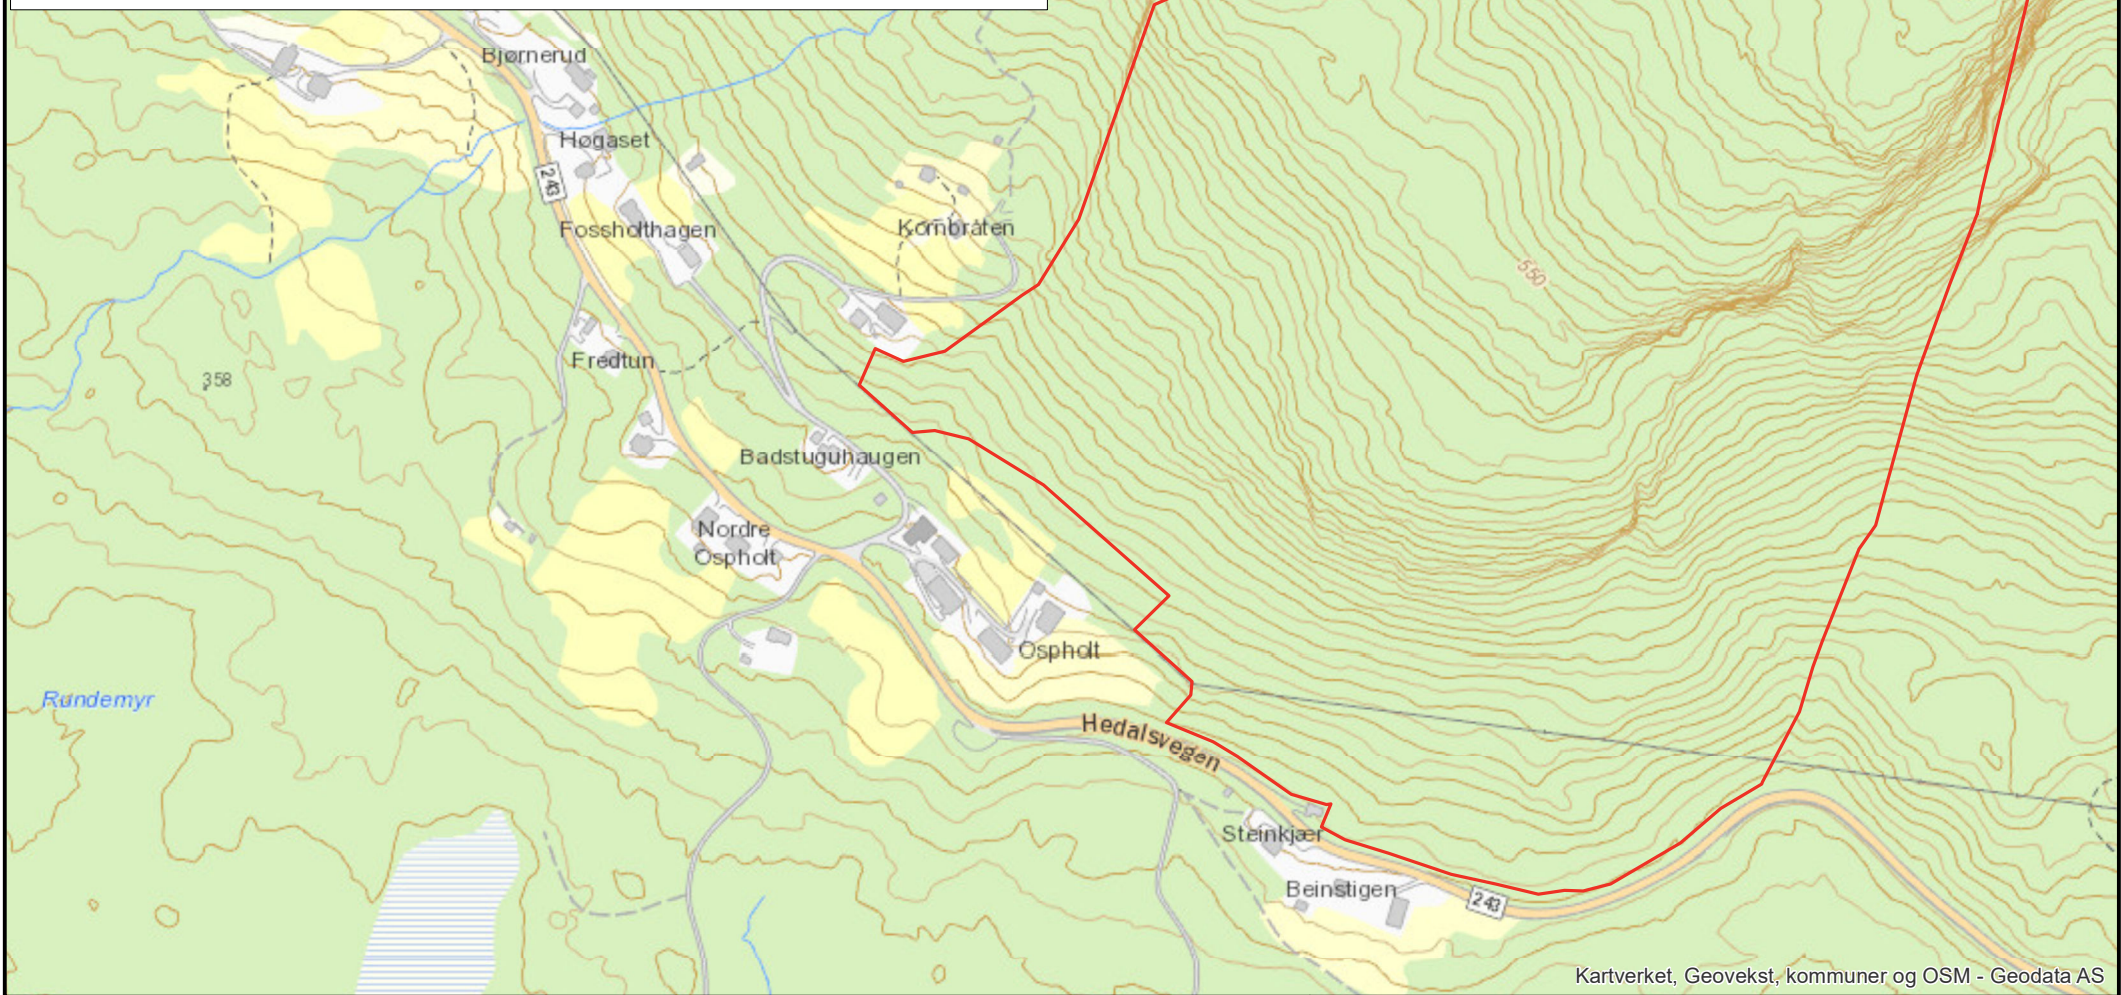 Bjørnerud
Høgaset
243
Fossholthagen
Kornbråten
550
Fredtun
358
Badstuguhaugen
Nordre
Ospholt
Ospholt
Rundemyr
Hedalsvegen
Steinkjær
Beinstigen
243
Kartverket, Geovekst, kommuner og OSM - Geodata AS